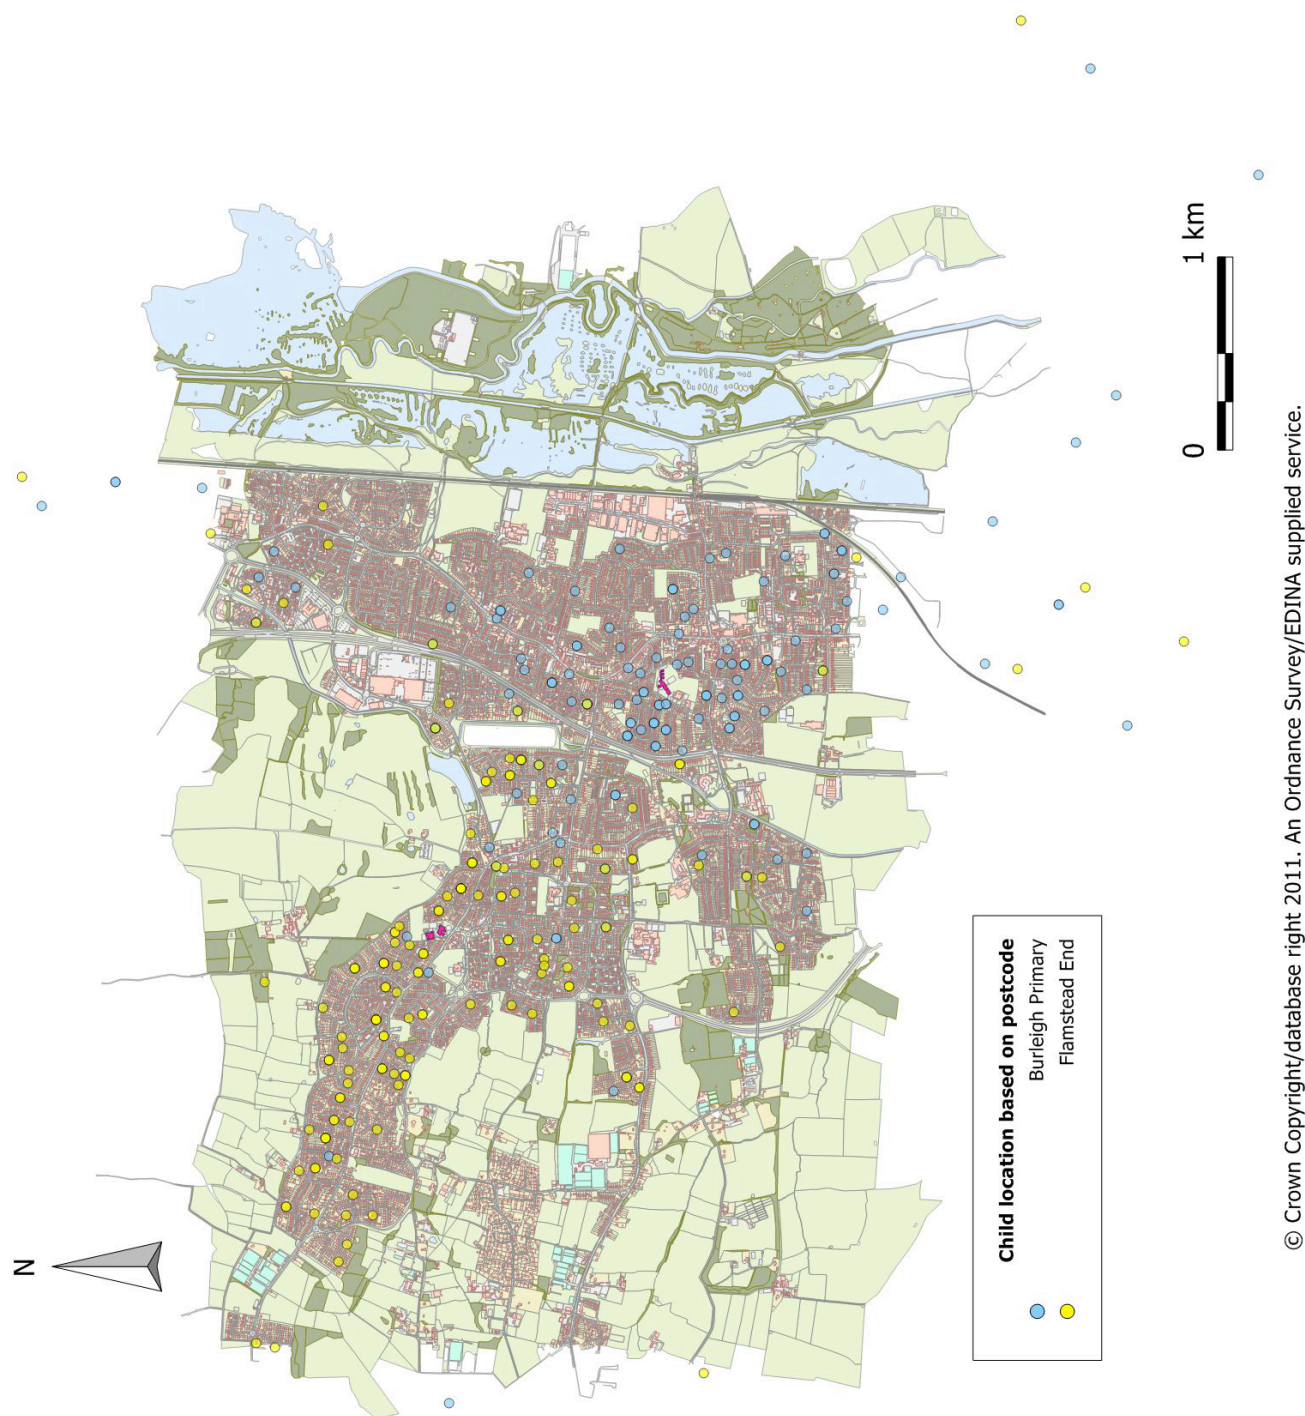 N
0 1 km
Child location based on postcode
Burleigh Primary
Flamstead End
© Crown Copyright/database right 2011. An Ordnance Survey/EDINA supplied service.